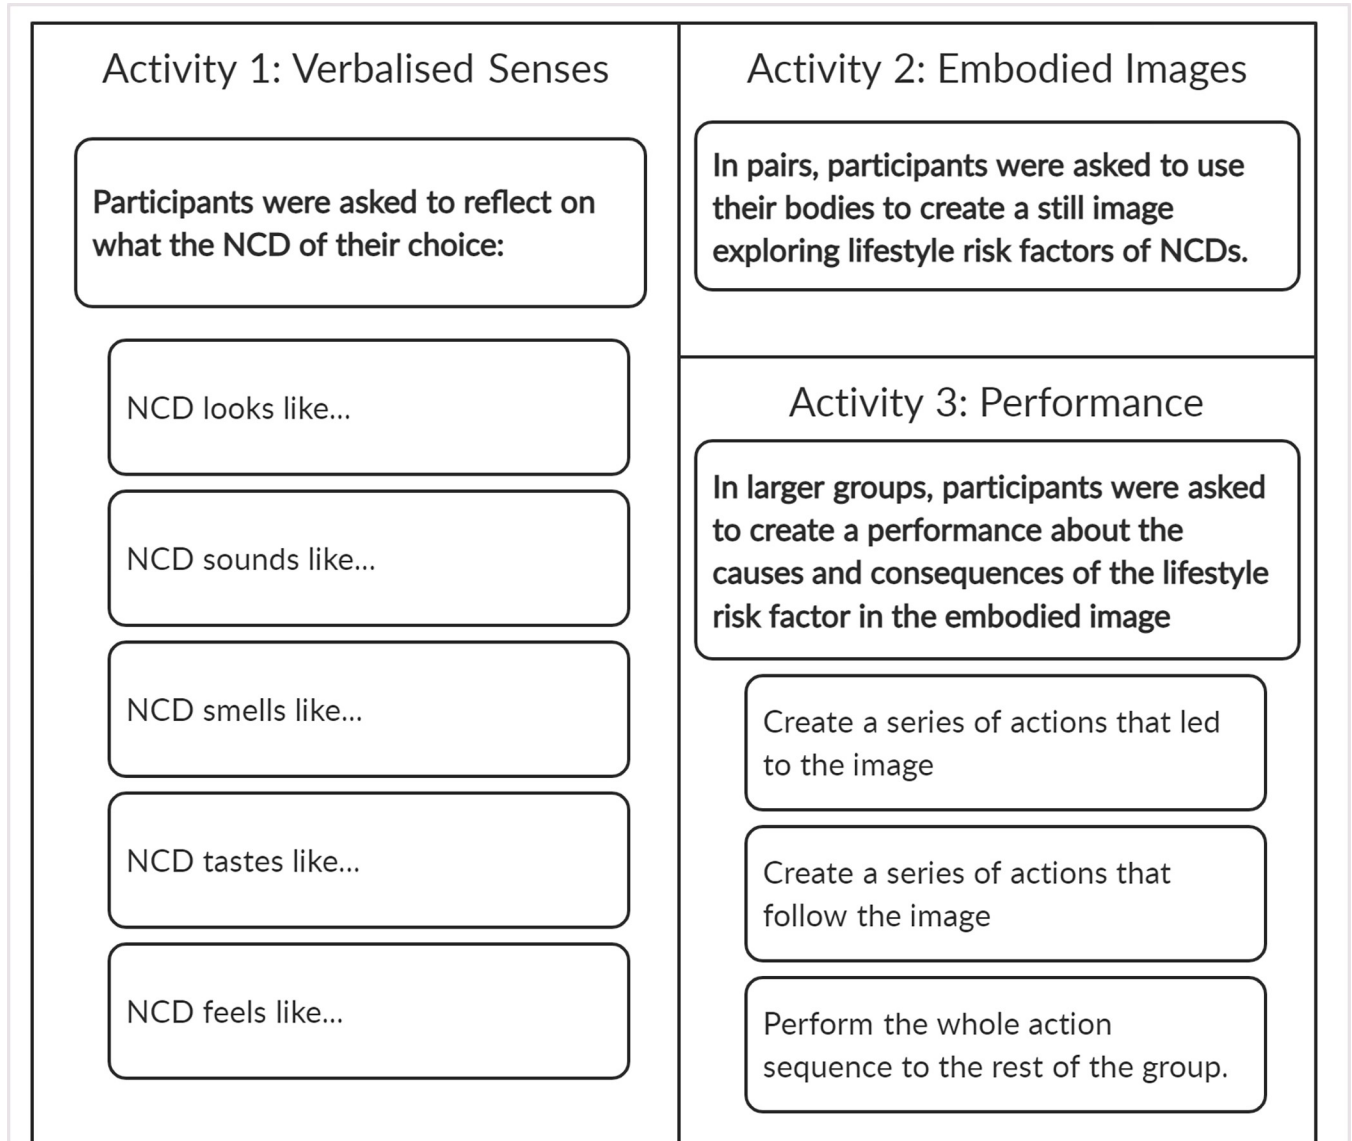 Activity 1: Verbalised Senses
Participants were asked to reflect on
what the NCD of their choice:
NCD looks like...
NCD sounds like...
NCD smells like...
NCD tastes like...
NCD feels like...
Activity 2: Embodied Images
In pairs, participants were asked to use
their bodies to create a still image
exploring lifestyle risk factors of NCDs.
Activity 3: Performance
In larger groups, participants were asked
to create a performance about the
causes and consequences of the lifestyle
risk factor in the embodied image
Create a series of actions that led
to the image
Create a series of actions that
follow the image
Perform the whole action
sequence to the rest of the group.